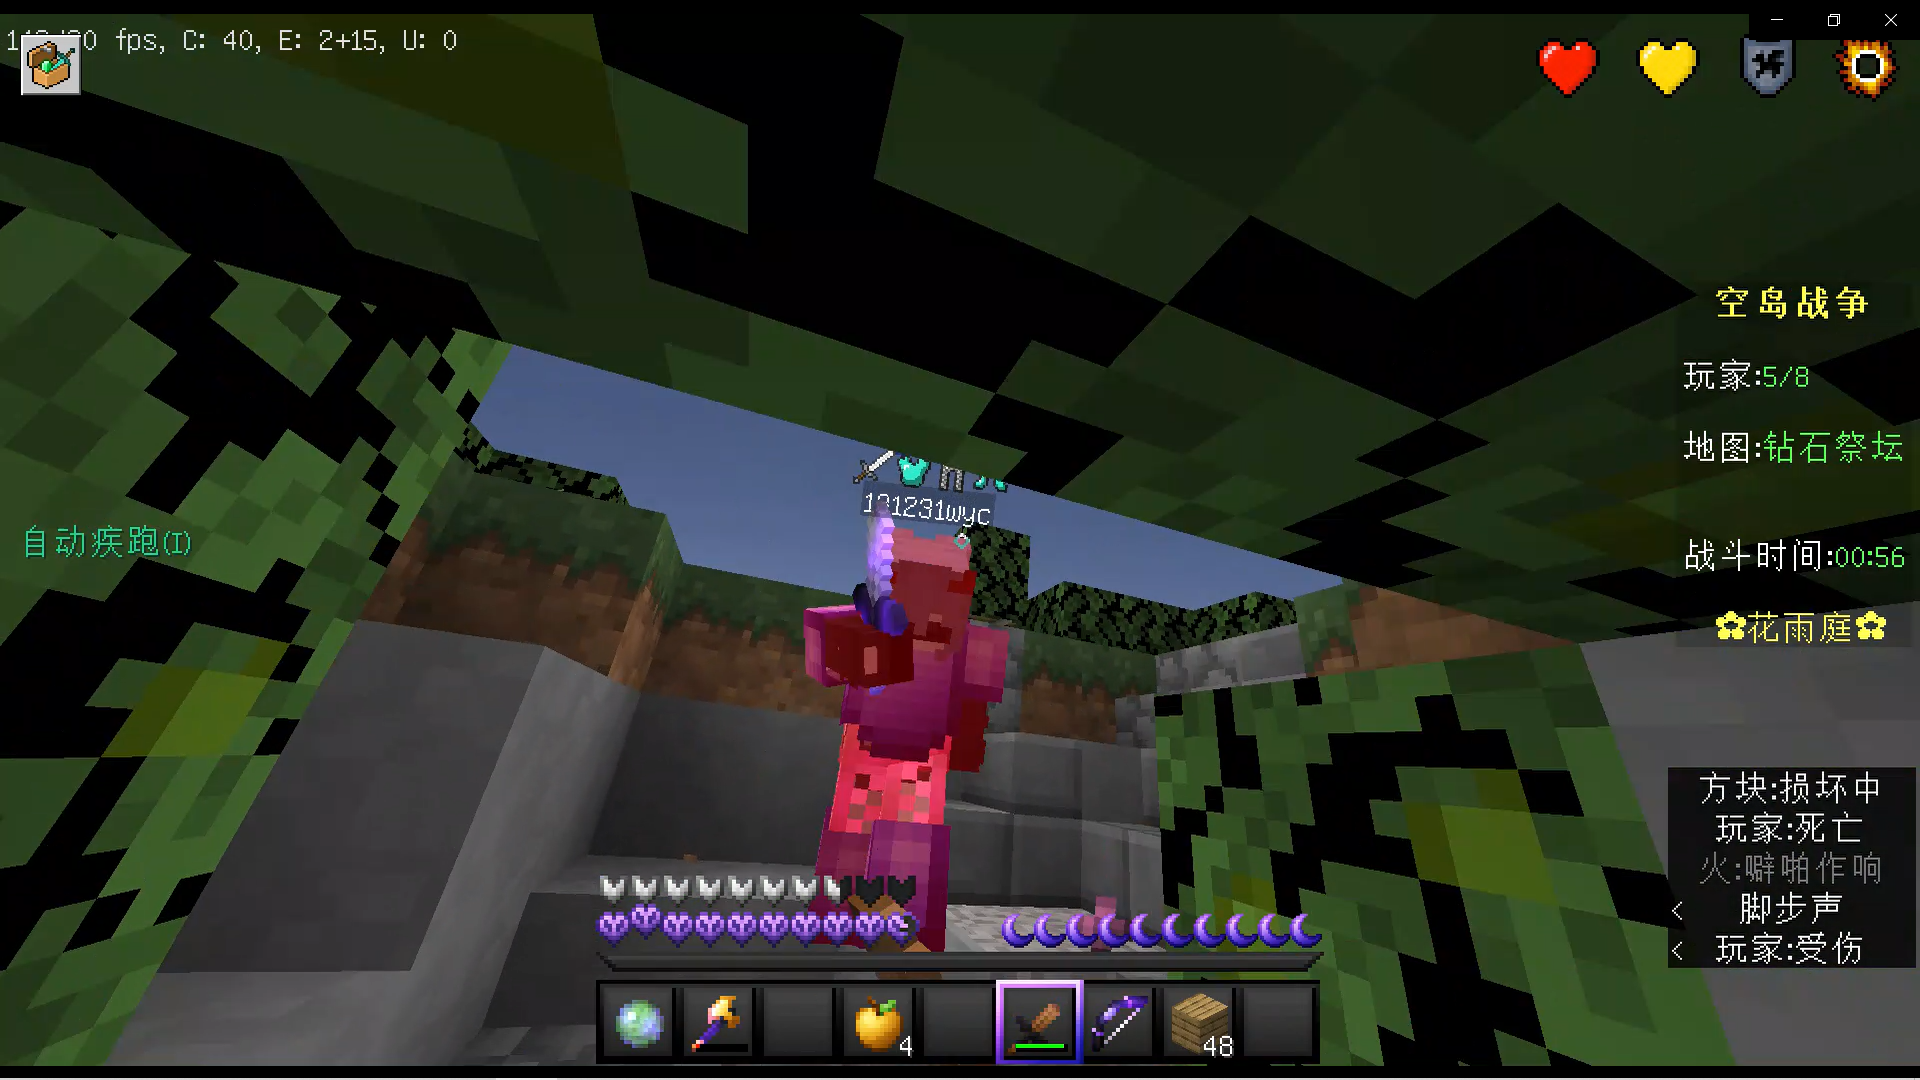 fps, C: 40, E: 2+15, U: 0
空岛战争
玩家:5/8
地图:钻石祭坛
1 1231wyc
自动疾跑(I)
战斗时间:00:56
✿花雨庭✿
方块:损坏中
玩家:死亡
火:噼啪作响
< 脚步声
< 玩家:受伤
4
48